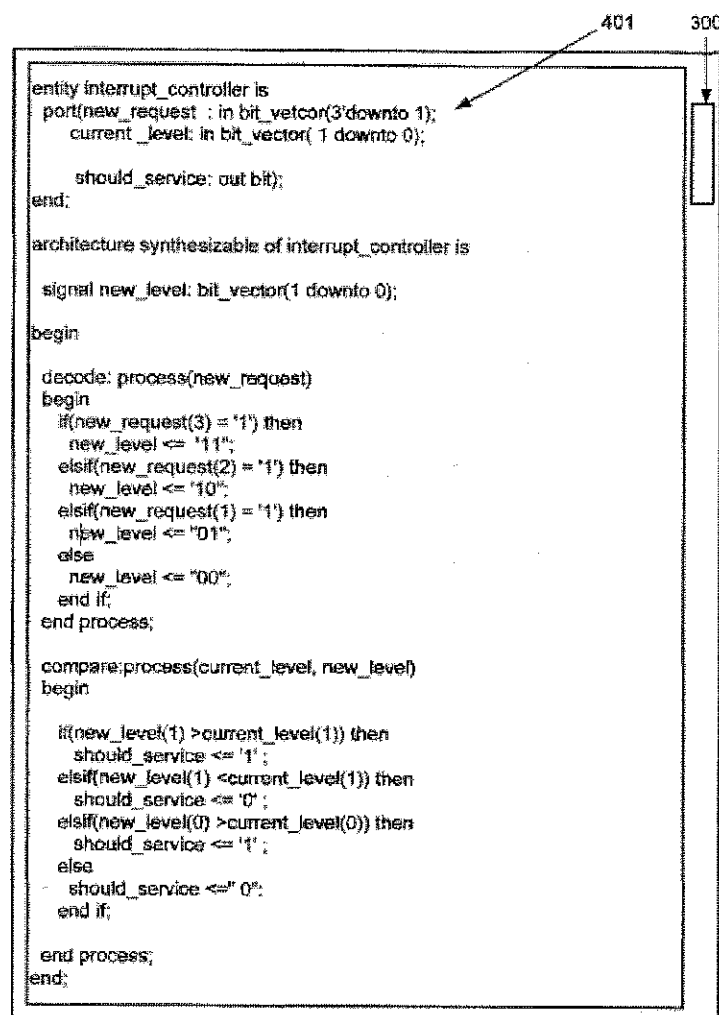 401 300
entity interrupt_controller is
port(new_request : in bit_vetcor(3'downto 1);
current _level: in bit_vector( 1 downto 0);
should_service: out bit);
end;
architecture synthesizable of interrupt_controller is
signal new_level: bit_vector(1 downto 0);
begin
decode: process(new_request)
begin
if(new_request(3) = '1') then
new_level <= "11";
elsif(new_request(2) = '1') then
new_level <= "10";
elsif(new_request(1) = '1') then
new_level <= "01";
else
new_level <= "00";
end if;
end process;
compare:process(current_level, new_level)
begin
if(new_level(1) >current_level(1)) then
should_service <= '1' ;
elsif(new_level(1) <current_level(1)) then
should_service <= '0' ;
elsif(new_level(0) >current_level(0)) then
should_service <= '1' ;
else
should_service <=" 0";
end if;
end process;
end;